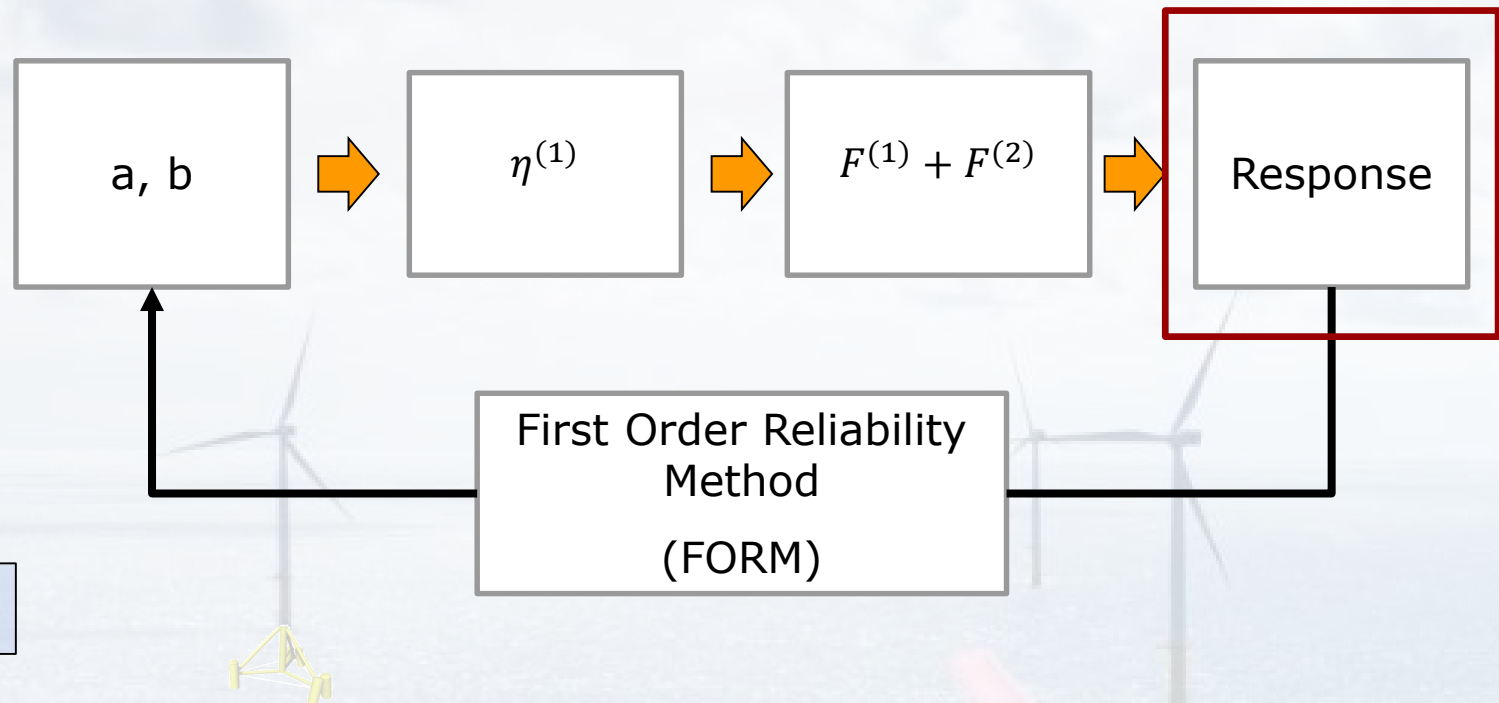 a, b
η⁽¹⁾
F⁽¹⁾ + F⁽²⁾
Response
First Order Reliability
Method
(FORM)